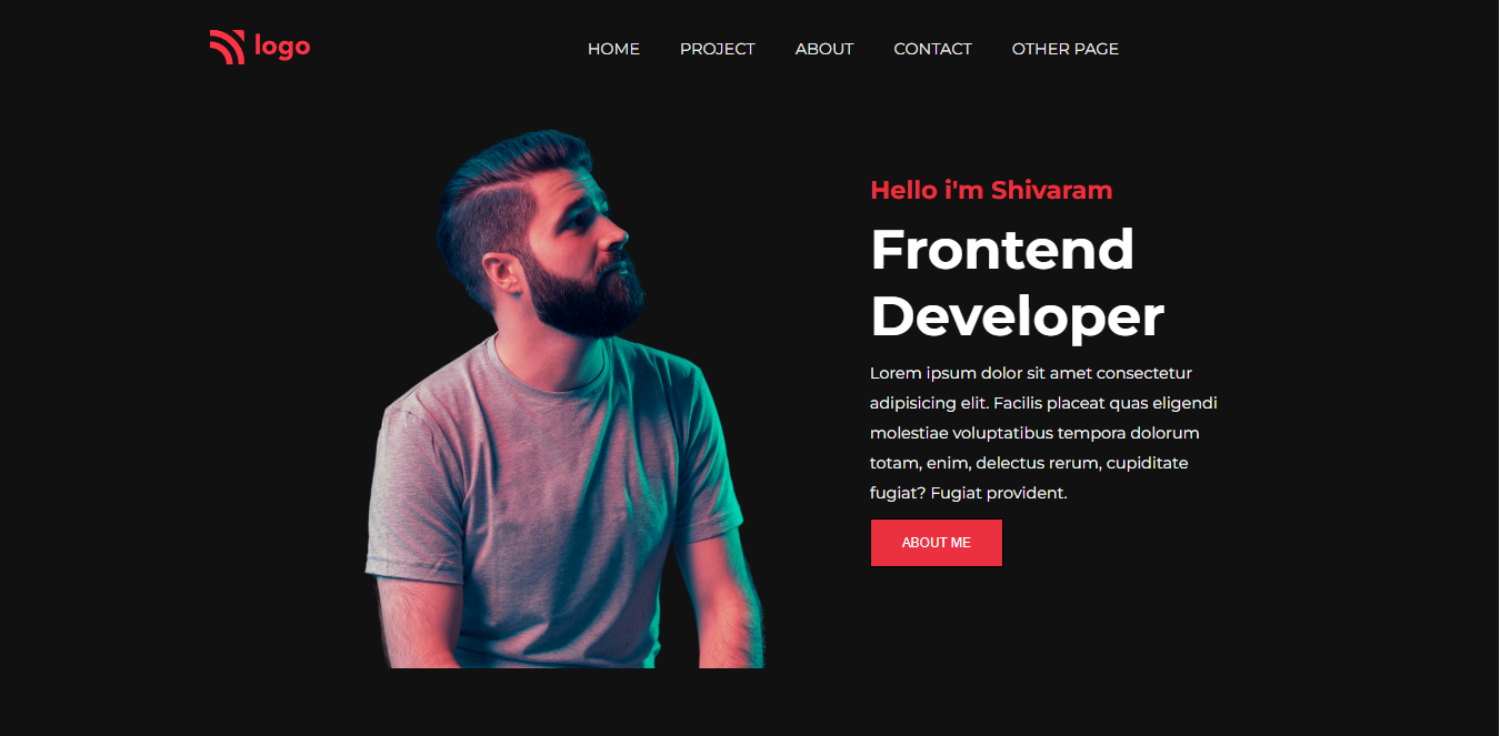 logo
HOME PROJECT ABOUT CONTACT OTHER PAGE
Hello i'm Shivaram
Frontend
Developer
Lorem ipsum dolor sit amet consectetur
adipisicing elit. Facilis placeat quas eligendi
molestiae voluptatibus tempora dolorum
totam, enim, delectus rerum, cupiditate
fugiat? Fugiat provident.
ABOUT ME